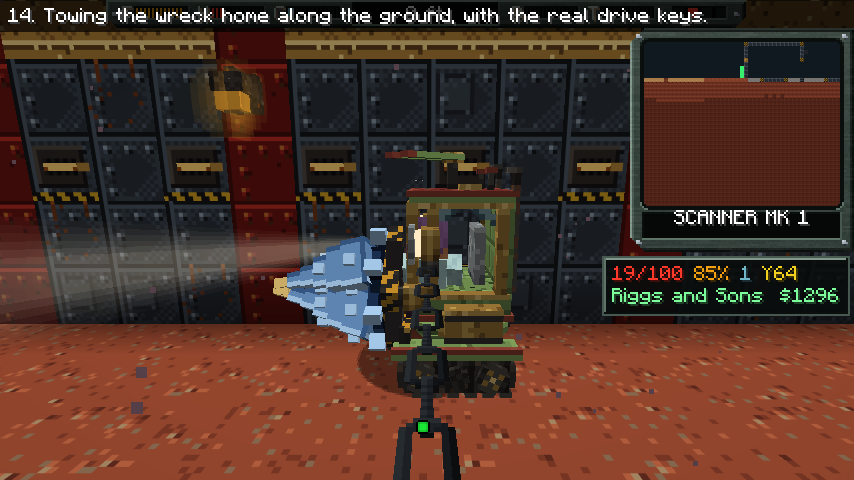 14. Towing the wreck home along the ground, with the real drive keys.
SCANNER MK 1
19/100 85% 1 Y64
Riggs and Sons $1296